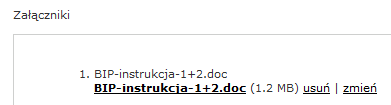 Załączniki
1. BIP-instrukcja-1+2.doc
BIP-instrukcja-1+2.doc (1.2 MB) usuń | zmień